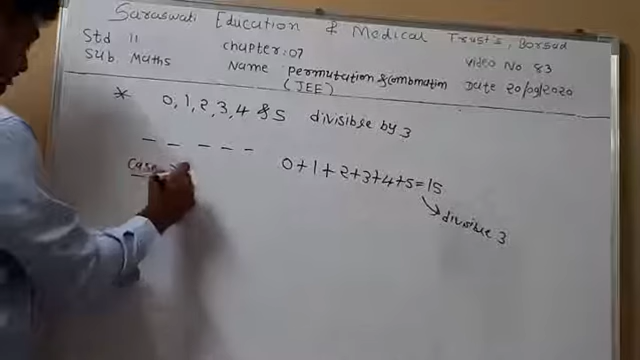 Saraswati Education & Medical Trust's, Borsad
Std 11 Chapter: 07 Video No 83
Sub Maths Name Permutation & combination Date 20/09/2020
(JEE)
* 0, 1, 2, 3, 4 & 5 divisible by 3
_ _ _ _ _ 0+1+2+3+4+5=15
Case divisible 3